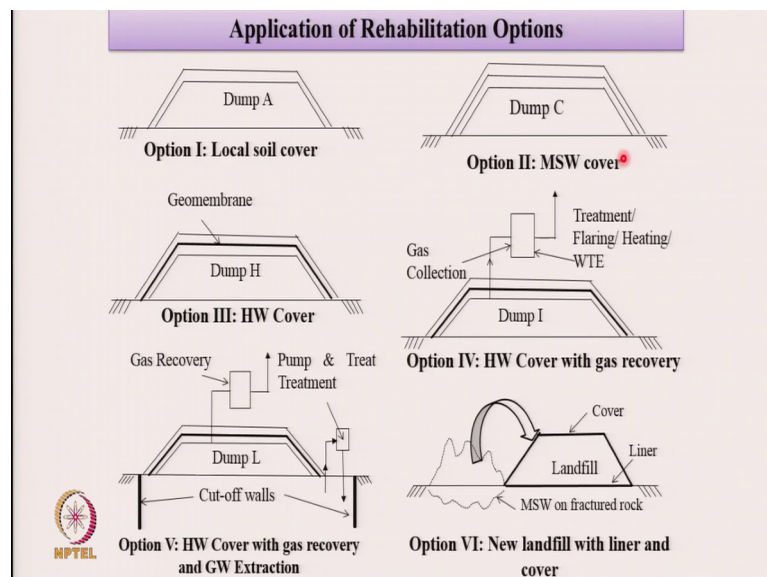 Application of Rehabilitation Options
Dump A
Option I: Local soil cover
Dump C
Option II: MSW cover
Geomembrane
Dump H
Option III: HW Cover
Gas
Collection
Treatment/
Flaring/ Heating/
WTE
Dump I
Option IV: HW Cover with gas recovery
Gas Recovery
Pump & Treat
Treatment
Dump L
Cut-off walls
Option V: HW Cover with gas recovery
and GW Extraction
Cover
Liner
Landfill
MSW on fractured rock
Option VI: New landfill with liner and
cover
NPTEL